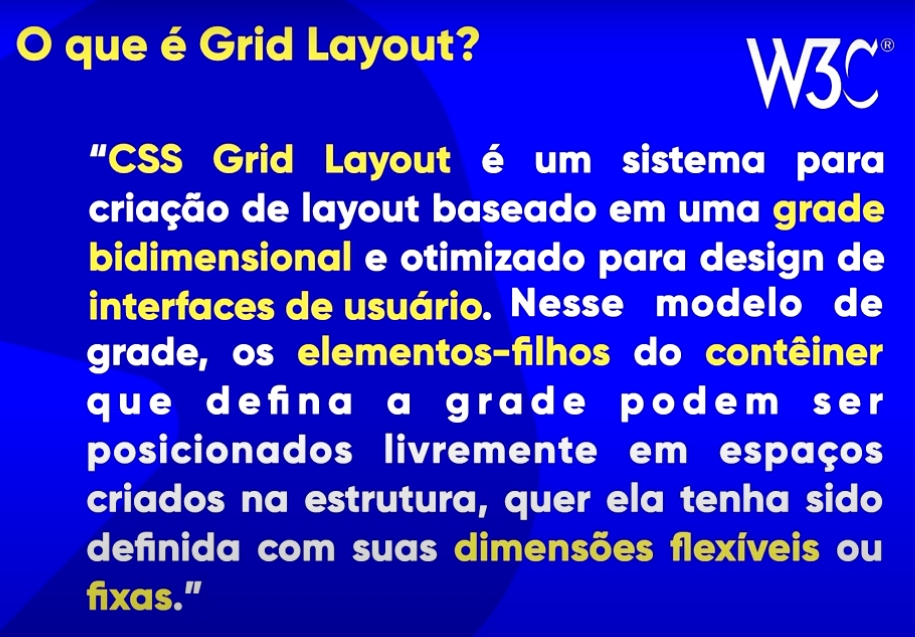 O que é Grid Layout?
W3C®
“CSS Grid Layout é um sistema para
criação de layout baseado em uma grade
bidimensional e otimizado para design de
interfaces de usuário. Nesse modelo de
grade, os elementos-filhos do contêiner
que defina a grade podem ser
posicionados livremente em espaços
criados na estrutura, quer ela tenha sido
definida com suas dimensões flexíveis ou
fixas.”